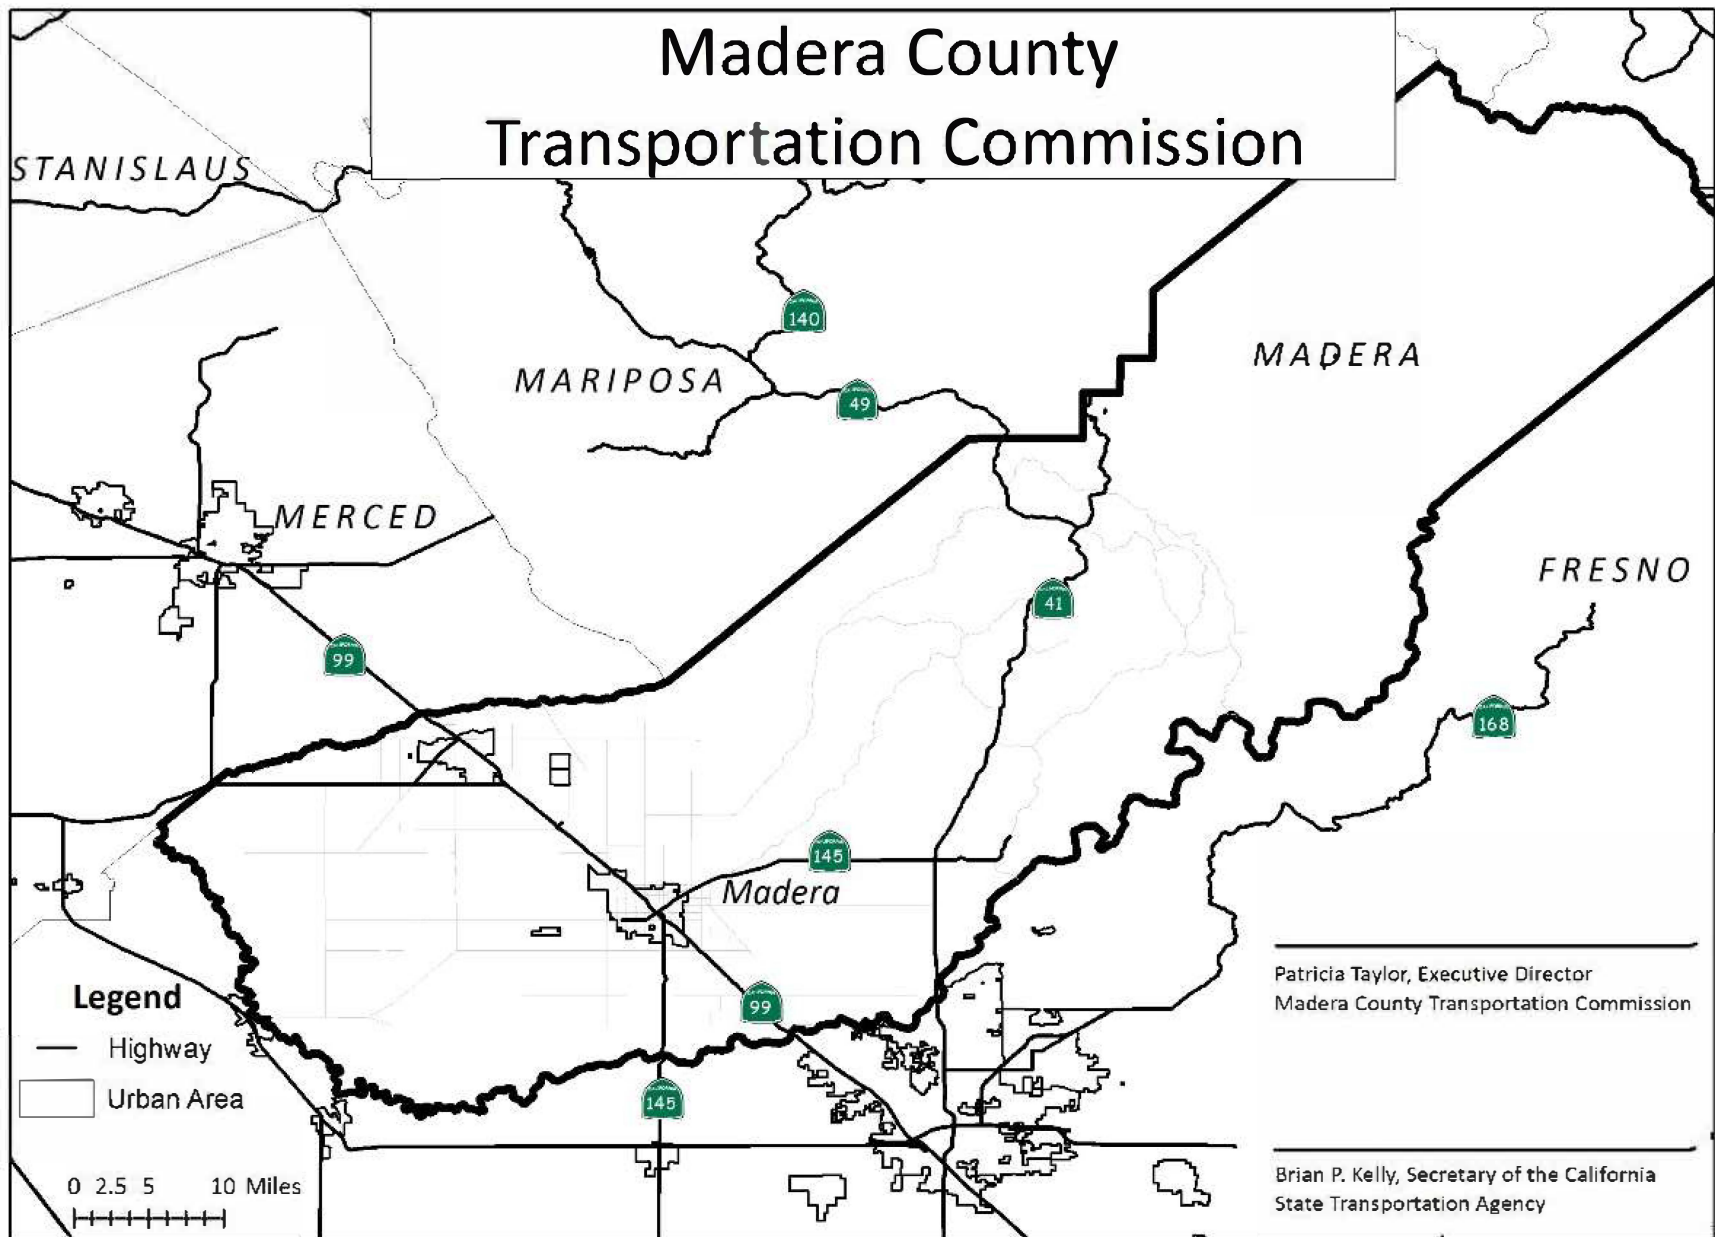 Madera County
Transportation Commission
STANISLAUS
140
MADERA
MARIPOSA
49
MERCED
FRESNO
41
99
168
145
Madera
Patricia Taylor, Executive Director
Madera County Transportation Commission
Legend
99
Highway
Urban Area
145
Brian P. Kelly, Secretary of the California
State Transportation Agency
0 2.5 5 10 Miles